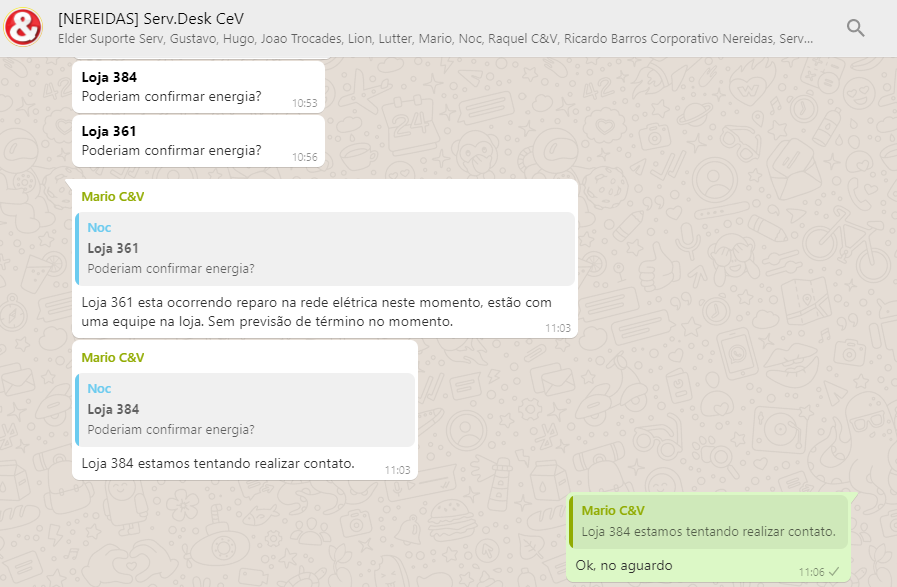 &
[NEREIDAS] Serv.Desk CeV
Elder Suporte Serv, Gustavo, Hugo, Joao Trocades, Lion, Lutter, Mario, Noc, Raquel C&V, Ricardo Barros Corporativo Nereidas, Serv...
Loja 384
Poderiam confirmar energia?
10:53
Loja 361
Poderiam confirmar energia?
10:56
Mario C&V
Noc
Loja 361
Poderiam confirmar energia?
Loja 361 esta ocorrendo reparo na rede elétrica neste momento, estão com
uma equipe na loja. Sem previsão de término no momento.
11:03
Mario C&V
Noc
Loja 384
Poderiam confirmar energia?
Loja 384 estamos tentando realizar contato.
11:03
Mario C&V
Loja 384 estamos tentando realizar contato.
Ok, no aguardo
11:06